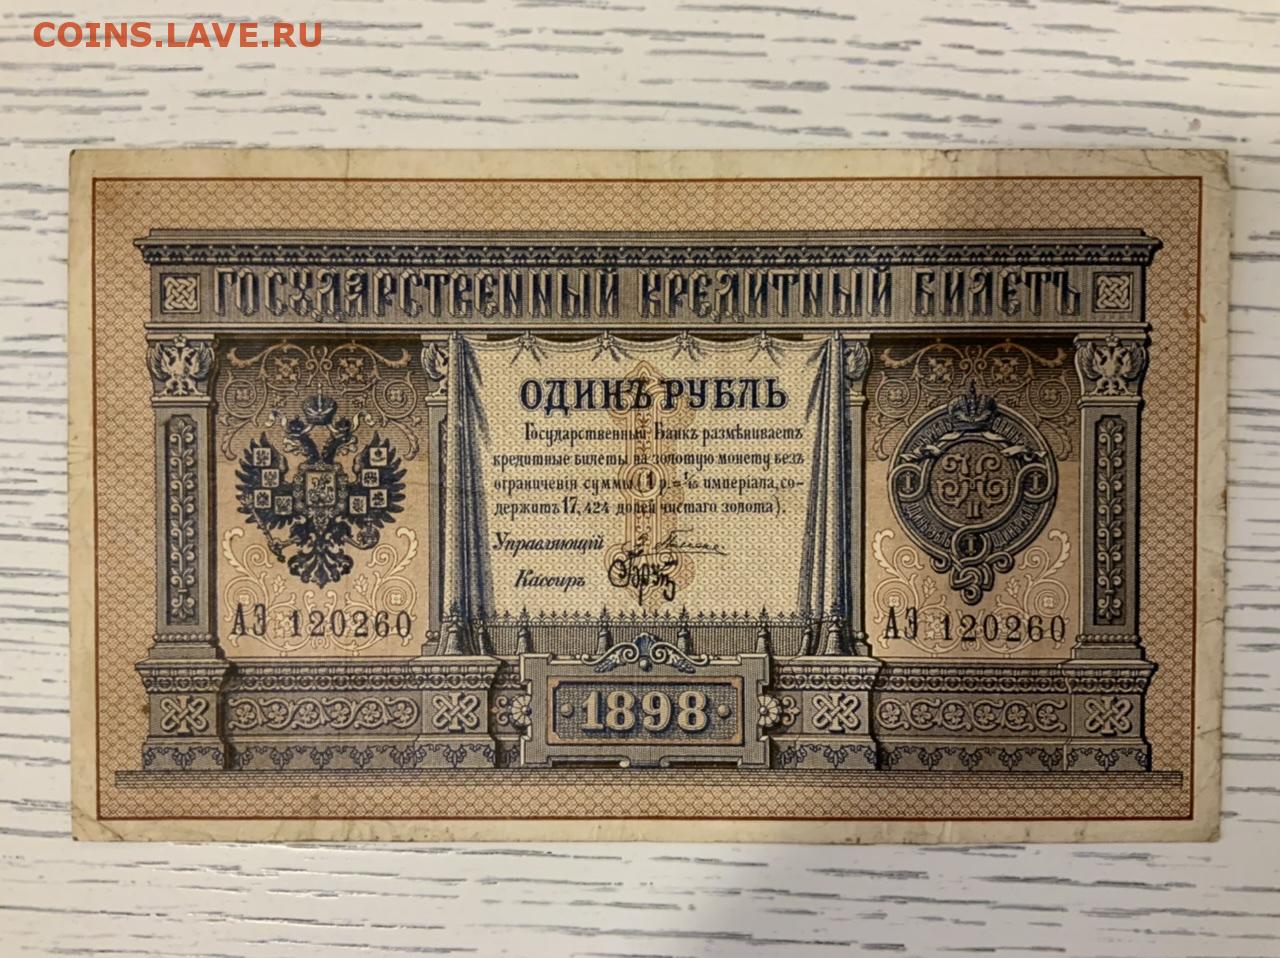 COINS.LAVE.RU
ГОСУДАРСТВЕННЫЙ КРЕДИТНЫЙ БИЛЕТЪ
ОДИНЪ РУБЛЬ
Государственный Банкъ размѣниваетъ
кредитные билеты на золотую монету безъ
ограниченія суммы (1 р. = 1/15 имперіала, со-
держитъ 17,424 долей чистаго золота).
Управляющій
Кассиръ
АЭ 120260
АЭ 120260
1898